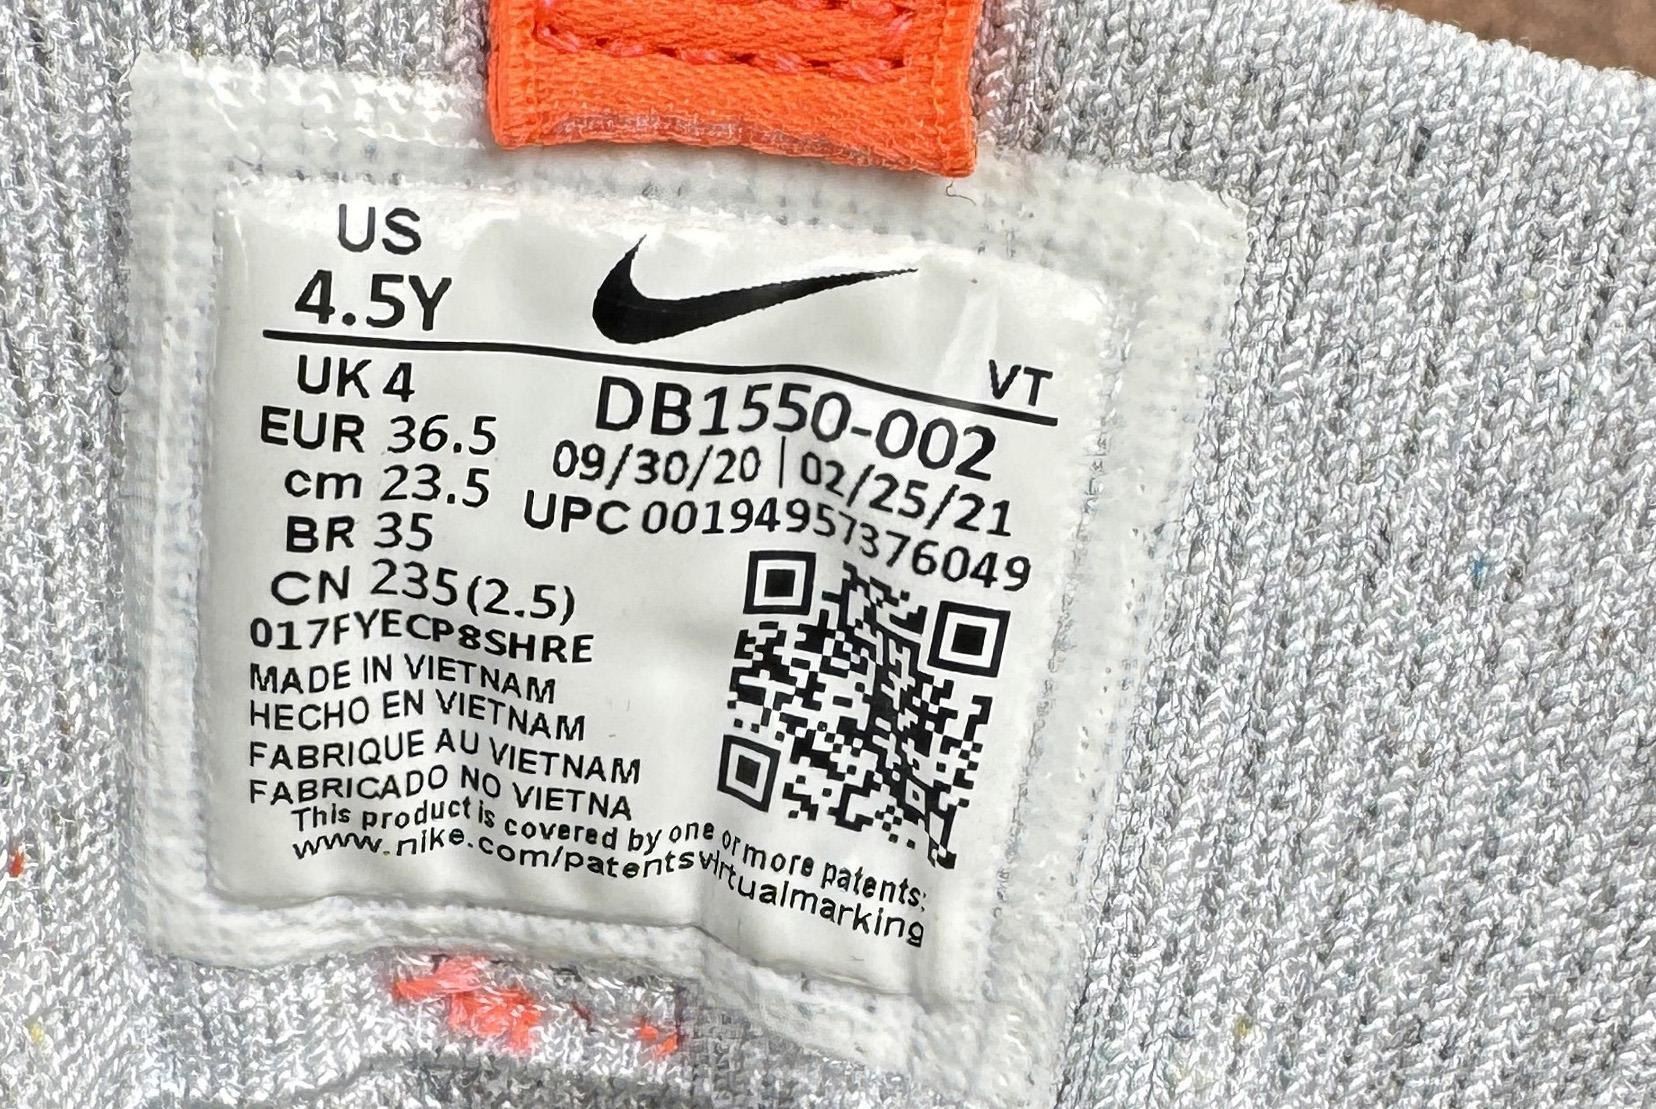 US
4.5Y
VT
UK 4
EUR 36.5
cm 23.5
BR 35
CN 235(2.5)
DB1550-002
09/30/20 | 02/25/21
UPC 00194957376049
017FYECP8SHRE
MADE IN VIETNAM
HECHO EN VIETNAM
FABRIQUE AU VIETNAM
FABRICADO NO VIETNA
This product is covered by one or more patents:
www.nike.com/patentsvirtualmarking